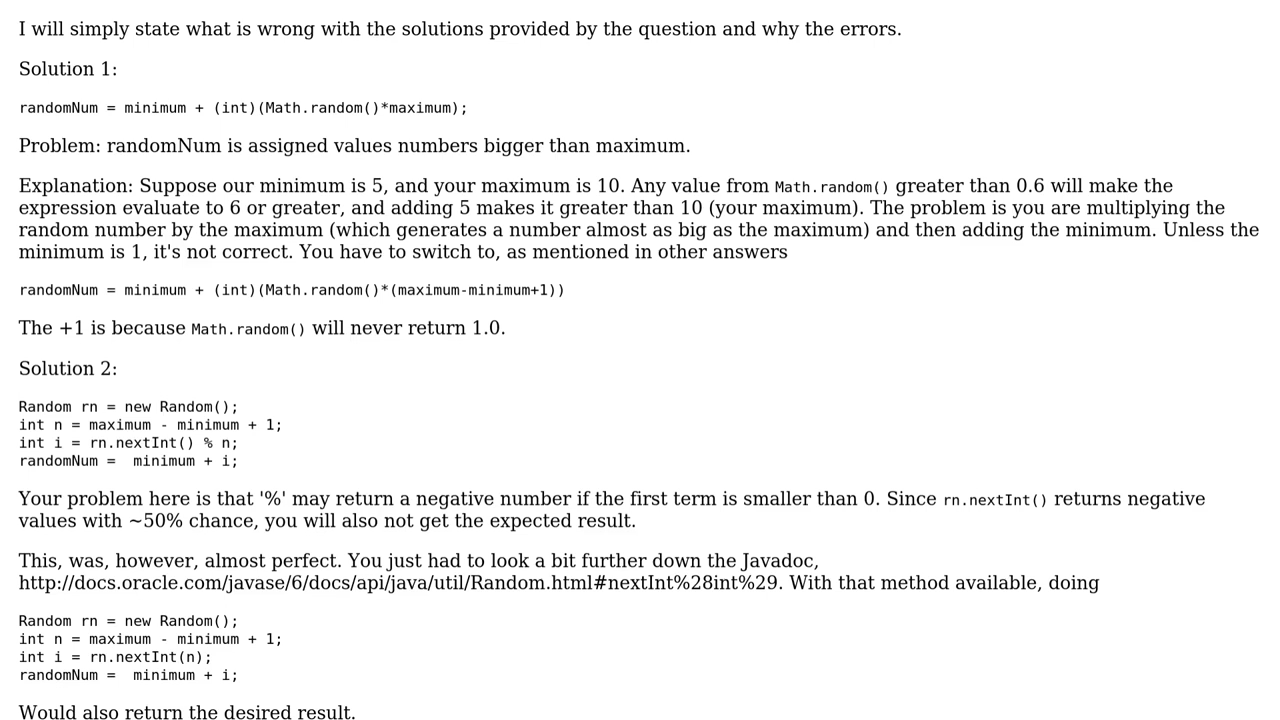 I will simply state what is wrong with the solutions provided by the question and why the errors.
Solution 1:
randomNum = minimum + (int)(Math.random()*maximum);
Problem: randomNum is assigned values numbers bigger than maximum.
Explanation: Suppose our minimum is 5, and your maximum is 10. Any value from Math.random() greater than 0.6 will make the
expression evaluate to 6 or greater, and adding 5 makes it greater than 10 (your maximum). The problem is you are multiplying the
random number by the maximum (which generates a number almost as big as the maximum) and then adding the minimum. Unless the
minimum is 1, it's not correct. You have to switch to, as mentioned in other answers
randomNum = minimum + (int)(Math.random()*(maximum-minimum+1))
The +1 is because Math.random() will never return 1.0.
Solution 2:
Random rn = new Random();
int n = maximum - minimum + 1;
int i = rn.nextInt() % n;
randomNum =  minimum + i;
Your problem here is that '%' may return a negative number if the first term is smaller than 0. Since rn.nextInt() returns negative
values with ~50% chance, you will also not get the expected result.
This, was, however, almost perfect. You just had to look a bit further down the Javadoc,
http://docs.oracle.com/javase/6/docs/api/java/util/Random.html#nextInt%28int%29. With that method available, doing
Random rn = new Random();
int n = maximum - minimum + 1;
int i = rn.nextInt(n);
randomNum =  minimum + i;
Would also return the desired result.